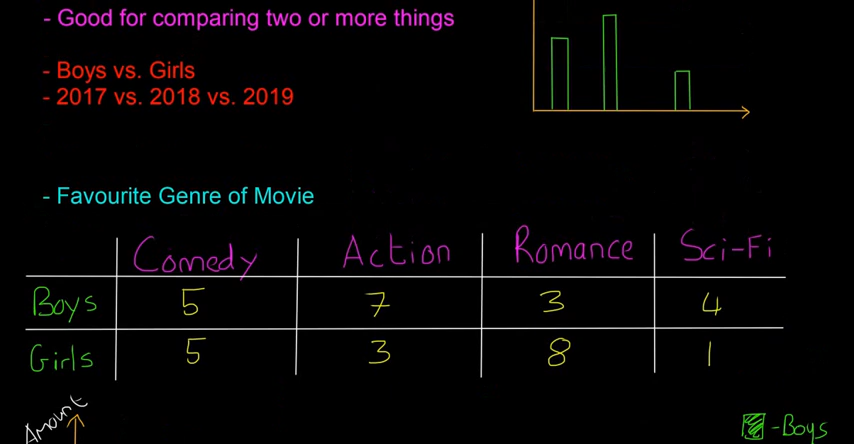 - Good for comparing two or more things
- Boys vs. Girls
- 2017 vs. 2018 vs. 2019
- Favourite Genre of Movie
Comedy Action Romance Sci-Fi
Boys 5 7 3 4
Girls 5 3 8 1
Amount
- Boys